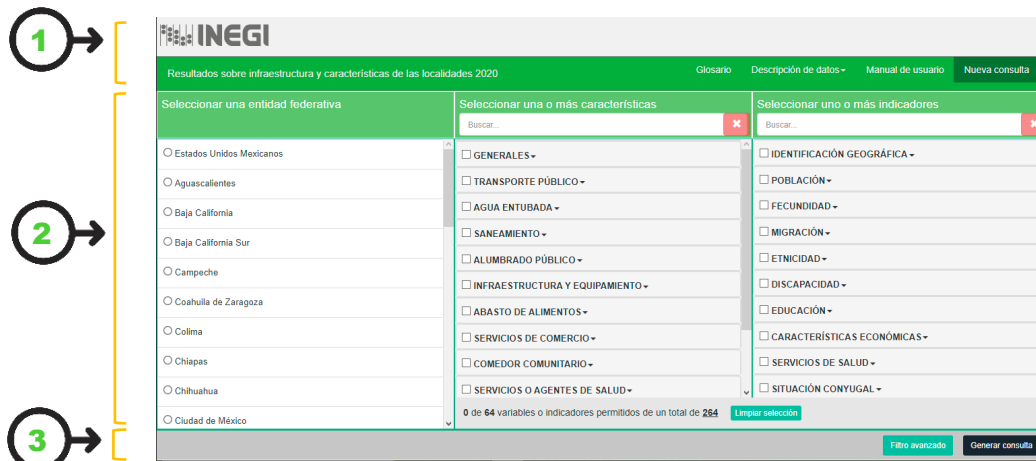 1
INEGI
Resultados sobre infraestructura y características de las localidades 2020
Glosario
Descripción de datos
Manual de usuario
Nueva consulta
2
Seleccionar una entidad federativa
Estados Unidos Mexicanos
Aguascalientes
Baja California
Baja California Sur
Campeche
Coahuila de Zaragoza
Colima
Chiapas
Chihuahua
Ciudad de México
Seleccionar una o más características
Buscar...
GENERALES
TRANSPORTE PÚBLICO
AGUA ENTUBADA
SANEAMIENTO
ALUMBRADO PÚBLICO
INFRAESTRUCTURA Y EQUIPAMIENTO
ABASTO DE ALIMENTOS
SERVICIOS DE COMERCIO
COMEDOR COMUNITARIO
SERVICIOS O AGENTES DE SALUD
Seleccionar uno o más indicadores
Buscar...
IDENTIFICACIÓN GEOGRÁFICA
POBLACIÓN
FECUNDIDAD
MIGRACIÓN
ETNICIDAD
DISCAPACIDAD
EDUCACIÓN
CARACTERÍSTICAS ECONÓMICAS
SERVICIOS DE SALUD
SITUACIÓN CONYUGAL
0 de 64 variables o indicadores permitidos de un total de 264
Limpiar selección
3
Filtro avanzado
Generar consulta